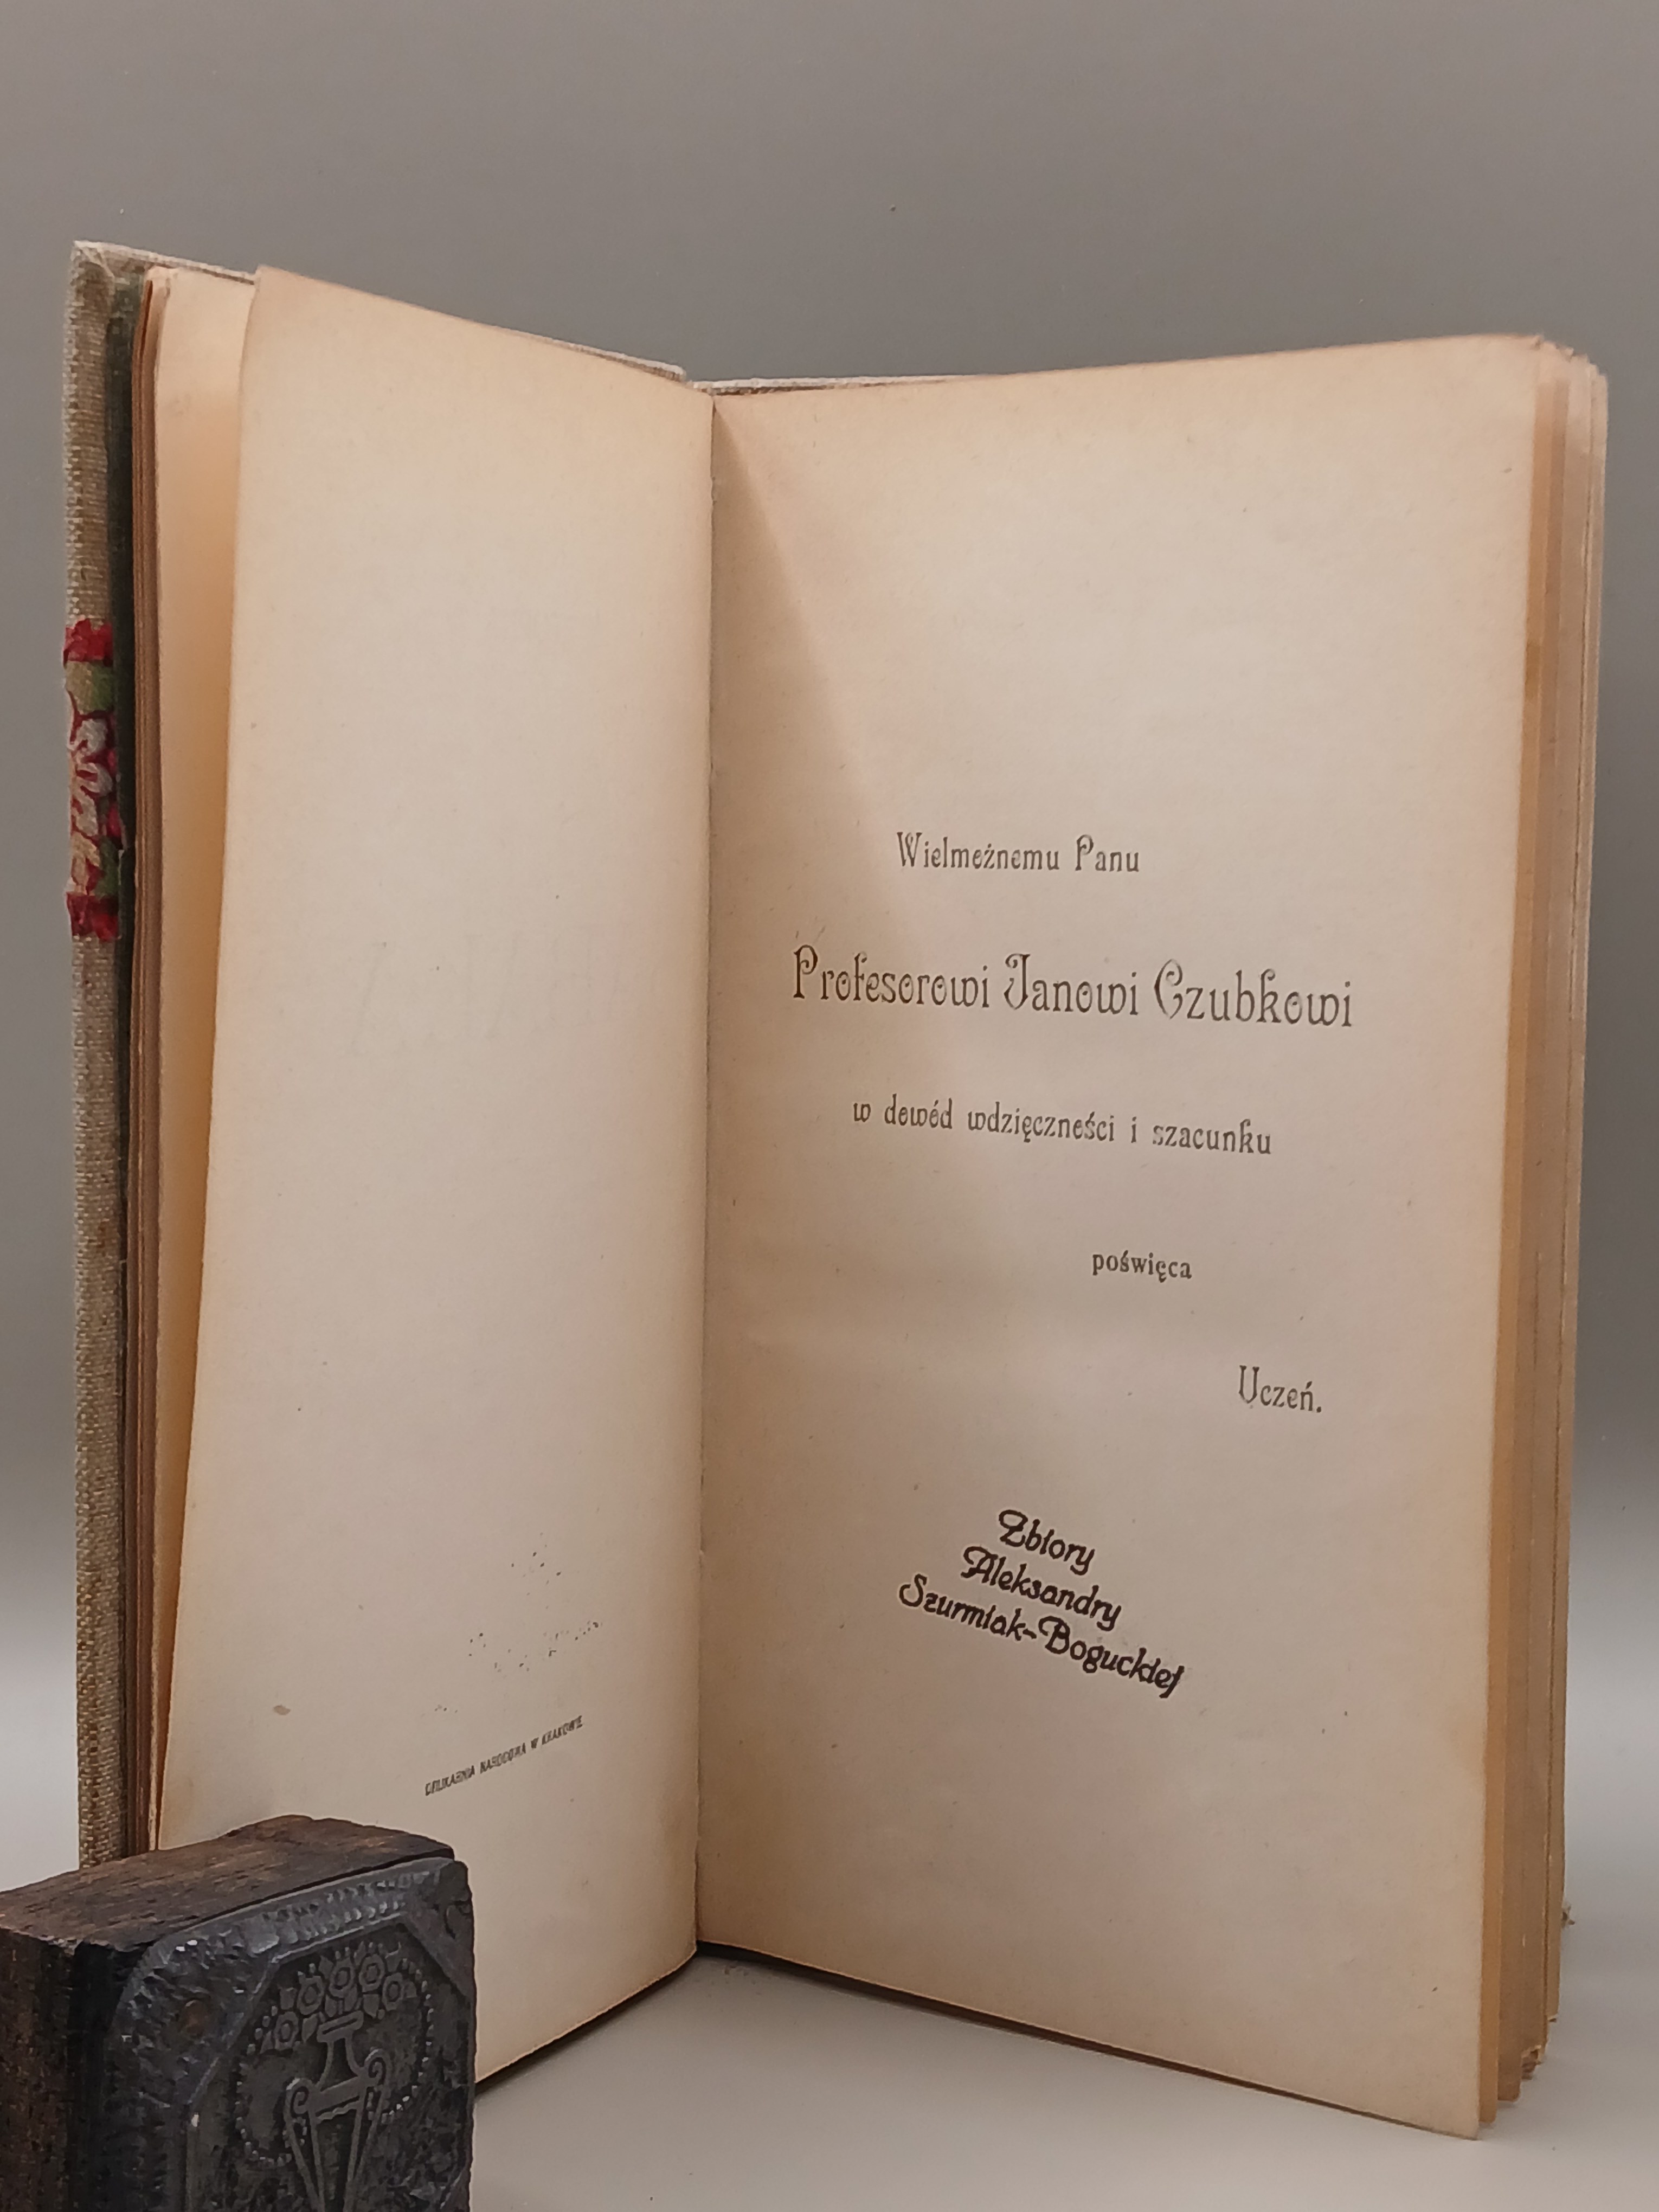 DRUKARNIA NARODOWA W KRAKOWIE
Wielmożnemu Panu
Profesorowi Janowi Czubkowi
w dowód wdzięczności i szacunku
poświęca
Uczeń.
Zbiory
Aleksandry
Szurmiak-Boguckiej